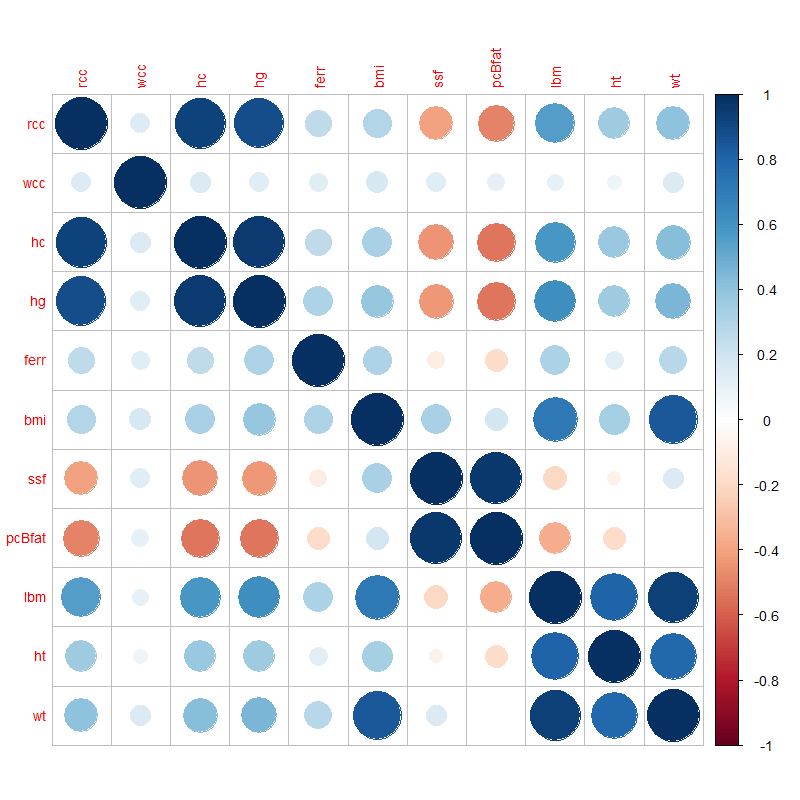 rcc wcc hc hg ferr bmi ssf pcBfat lbm ht wt
rcc
wcc
hc
hg
ferr
bmi
ssf
pcBfat
lbm
ht
wt
1
0.8
0.6
0.4
0.2
0
-0.2
-0.4
-0.6
-0.8
-1